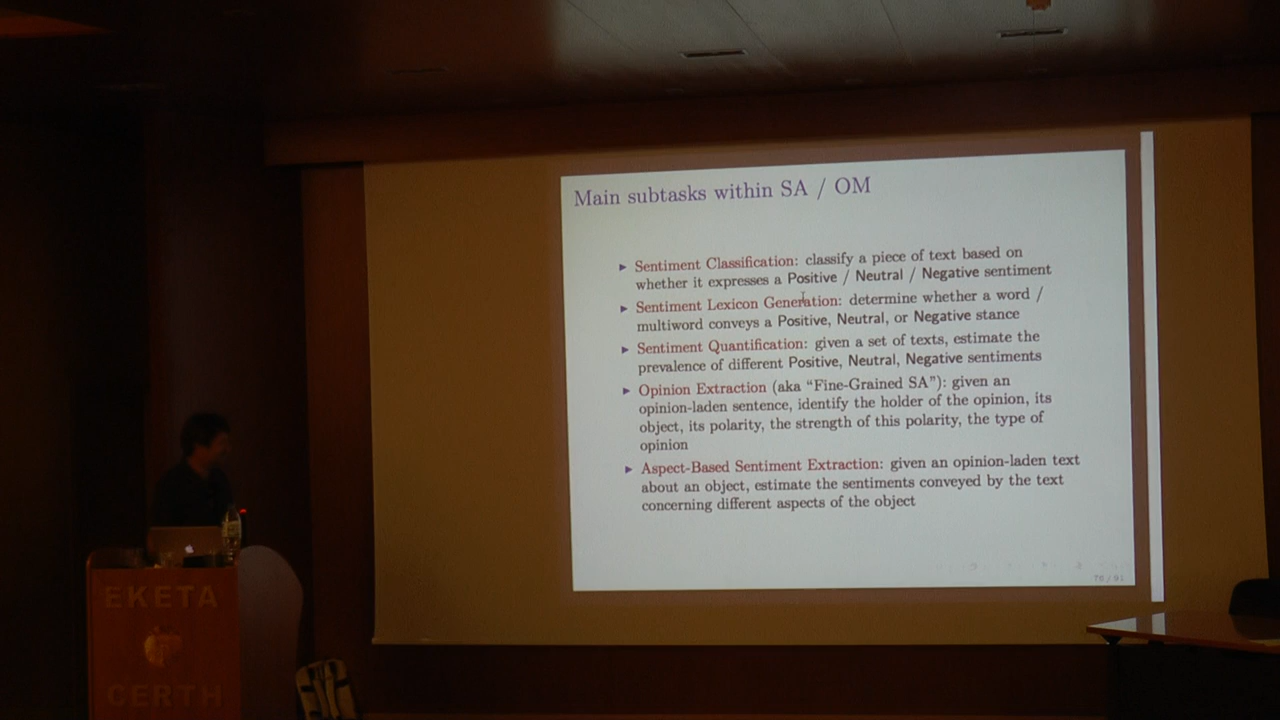 Main subtasks within SA / OM
▶ Sentiment Classification: classify a piece of text based on
whether it expresses a Positive / Neutral / Negative sentiment
▶ Sentiment Lexicon Generation: determine whether a word /
multiword conveys a Positive, Neutral, or Negative stance
▶ Sentiment Quantification: given a set of texts, estimate the
prevalence of different Positive, Neutral, Negative sentiments
▶ Opinion Extraction (aka “Fine-Grained SA”): given an
opinion-laden sentence, identify the holder of the opinion, its
object, its polarity, the strength of this polarity, the type of
opinion
▶ Aspect-Based Sentiment Extraction: given an opinion-laden text
about an object, estimate the sentiments conveyed by the text
concerning different aspects of the object
EKETA
CERTH